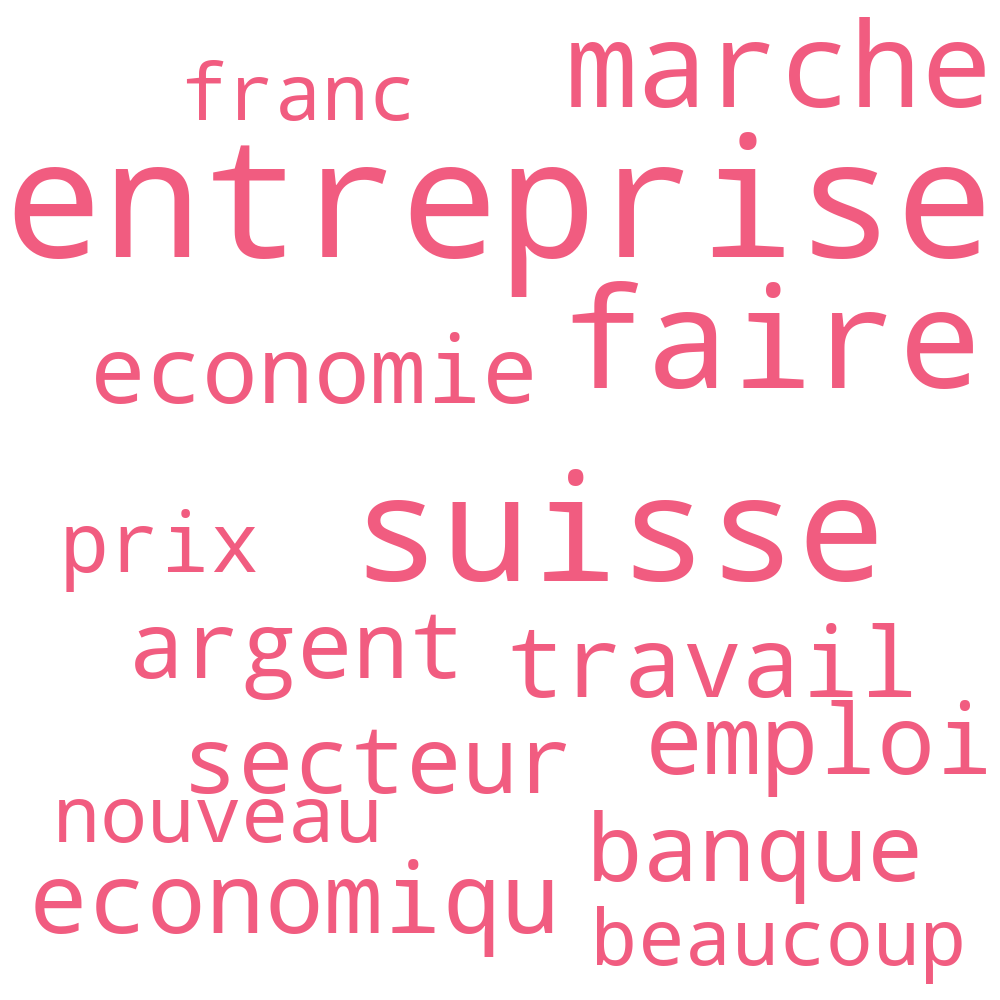 franc
marche
entreprise
faire
economie
suisse
prix
argent
travail
emploi
secteur
nouveau
banque
economiqu
beaucoup